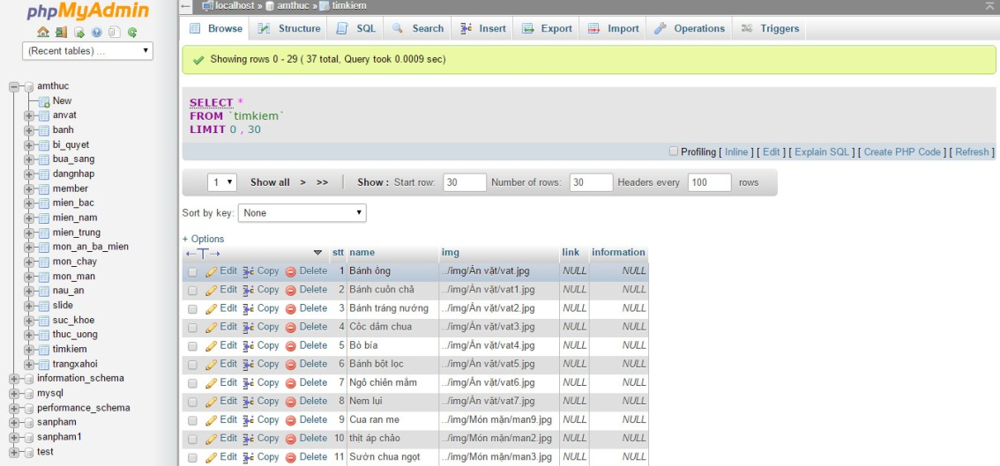 phpMyAdmin
(Recent tables) ...
amthuc
New
anvat
banh
bi_quyet
bua_sang
dangnhap
member
mien_bac
mien_nam
mien_trung
mon_an_ba_mien
mon_chay
mon_man
nau_an
slide
suc_khoe
thuc_uong
timkiem
trangxahoi
information_schema
mysql
performance_schema
sanpham
sanpham1
test
localhost » amthuc » timkiem
Browse Structure SQL Search Insert Export Import Operations Triggers
Showing rows 0 - 29 ( 37 total, Query took 0.0009 sec)
SELECT *
FROM `timkiem`
LIMIT 0 , 30
Profiling [ Inline ] [ Edit ] [ Explain SQL ] [ Create PHP Code ] [ Refresh ]
1 Show all > >> Show : Start row: 30 Number of rows: 30 Headers every 100 rows
Sort by key: None
+ Options
←T→ stt name img link information
Edit Copy Delete 1 Bánh ông ../img/Ăn vặt/vat.jpg NULL NULL
Edit Copy Delete 2 Bánh cuôn chả ../img/Ăn vặt/vat1.jpg NULL NULL
Edit Copy Delete 3 Bánh tráng nướng ../img/Ăn vặt/vat2.jpg NULL NULL
Edit Copy Delete 4 Côc dầm chua ../img/Ăn vặt/vat3.jpg NULL NULL
Edit Copy Delete 5 Bò bía ../img/Ăn vặt/vat4.jpg NULL NULL
Edit Copy Delete 6 Bánh bột lọc ../img/Ăn vặt/vat5.jpg NULL NULL
Edit Copy Delete 7 Ngô chiên mắm ../img/Ăn vặt/vat6.jpg NULL NULL
Edit Copy Delete 8 Nem lui ../img/Ăn vặt/vat7.jpg NULL NULL
Edit Copy Delete 9 Cua ran me ../img/Món mặn/man9.jpg NULL NULL
Edit Copy Delete 10 thit áp chảo ../img/Món mặn/man2.jpg NULL NULL
Edit Copy Delete 11 Sườn chua ngọt ../img/Món mặn/man3.jpg NULL NULL